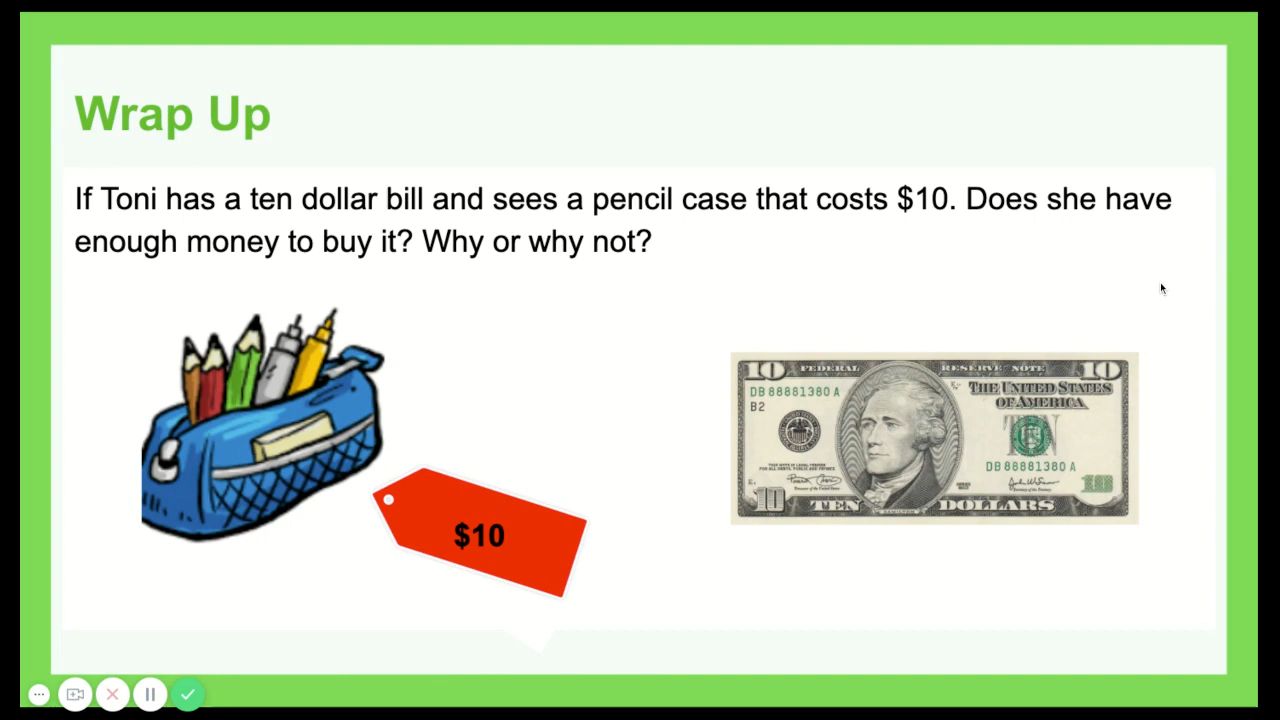 Wrap Up
If Toni has a ten dollar bill and sees a pencil case that costs $10. Does she have
enough money to buy it? Why or why not?
$10
10 FEDERAL RESERVE NOTE 10
DB 88881380 A
B2
THE UNITED STATES
OF AMERICA
TEN
DB 88881380 A
10 TEN DOLLARS